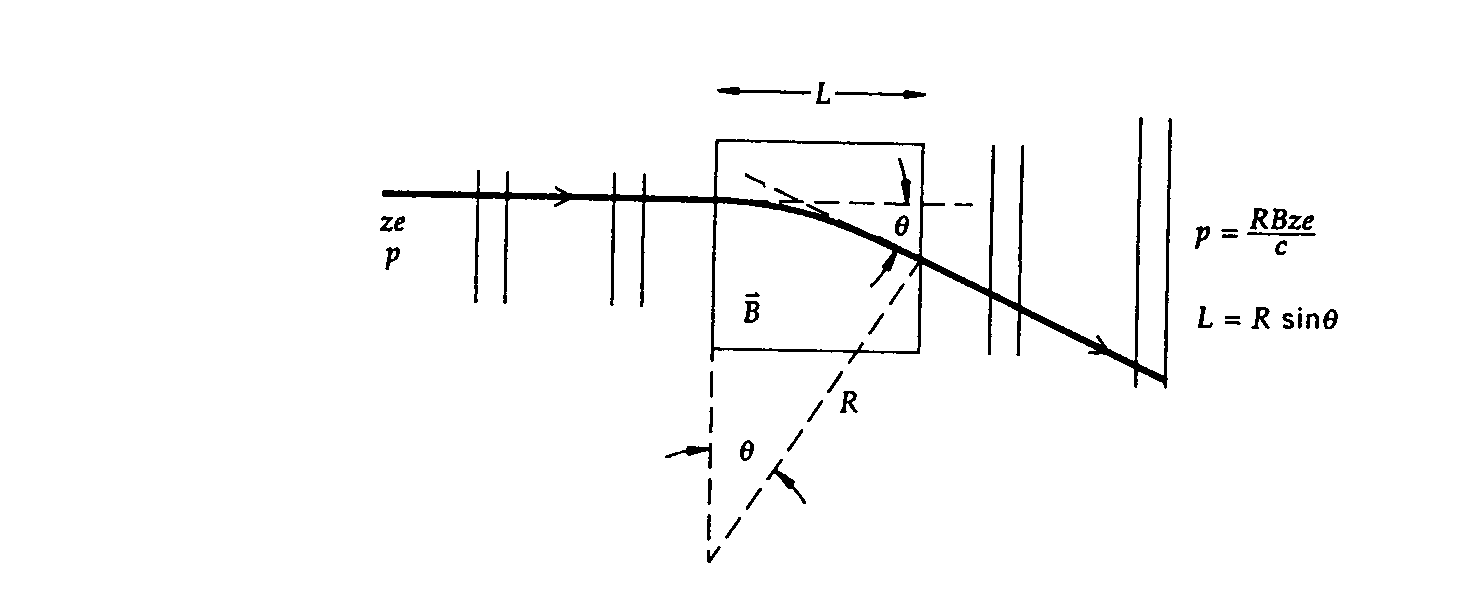 L
θ
ze
p
p = RBze/c
B⃗
L = R sinθ
R
θ